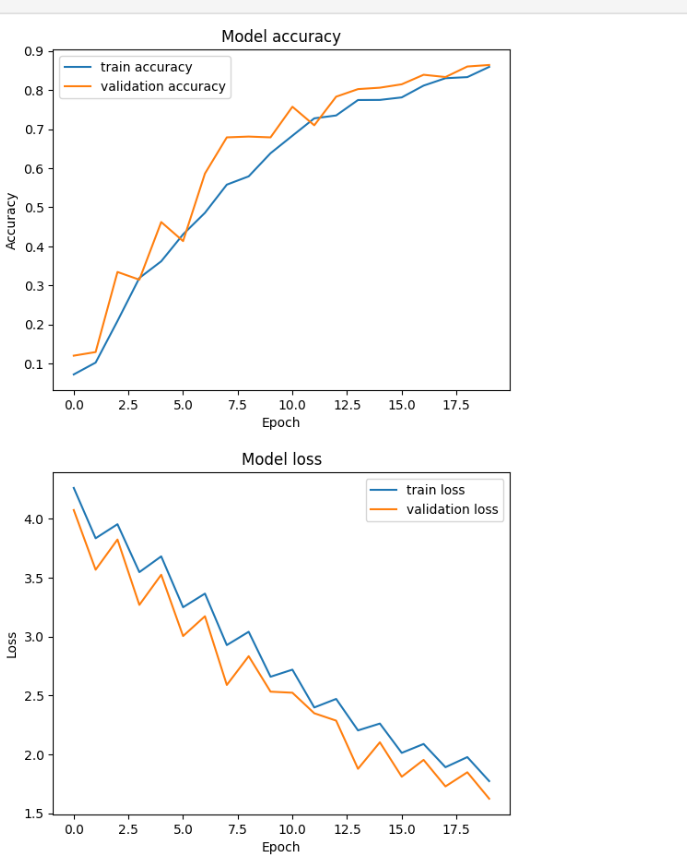 Model accuracy
train accuracy
validation accuracy
0.9
0.8
0.7
0.6
0.5
0.4
0.3
0.2
0.1
Accuracy
0.0 2.5 5.0 7.5 10.0 12.5 15.0 17.5
Epoch
Model loss
train loss
validation loss
4.0
3.5
3.0
2.5
2.0
1.5
Loss
0.0 2.5 5.0 7.5 10.0 12.5 15.0 17.5
Epoch